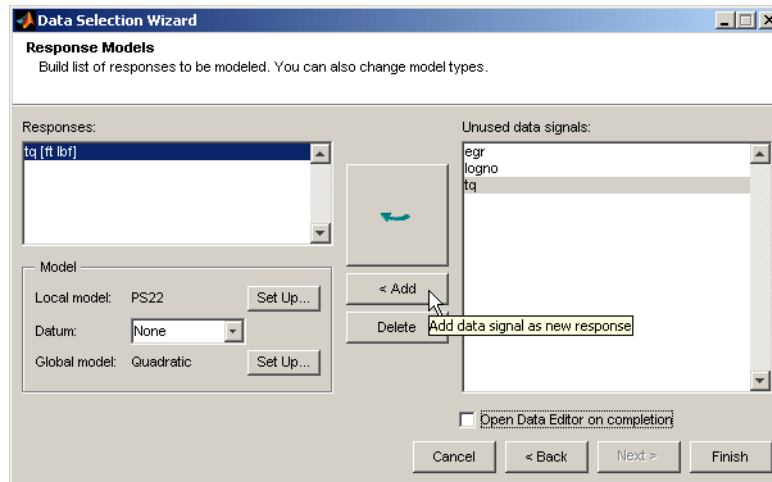 Data Selection Wizard
Response Models
Build list of responses to be modeled. You can also change model types.
Responses:
tq [ft lbf]
Unused data signals:
egr
logno
tq
Model
Local model: PS22 Set Up...
Datum: None
Global model: Quadratic Set Up...
< Add
Delete
Add data signal as new response
Open Data Editor on completion
Cancel < Back Next > Finish